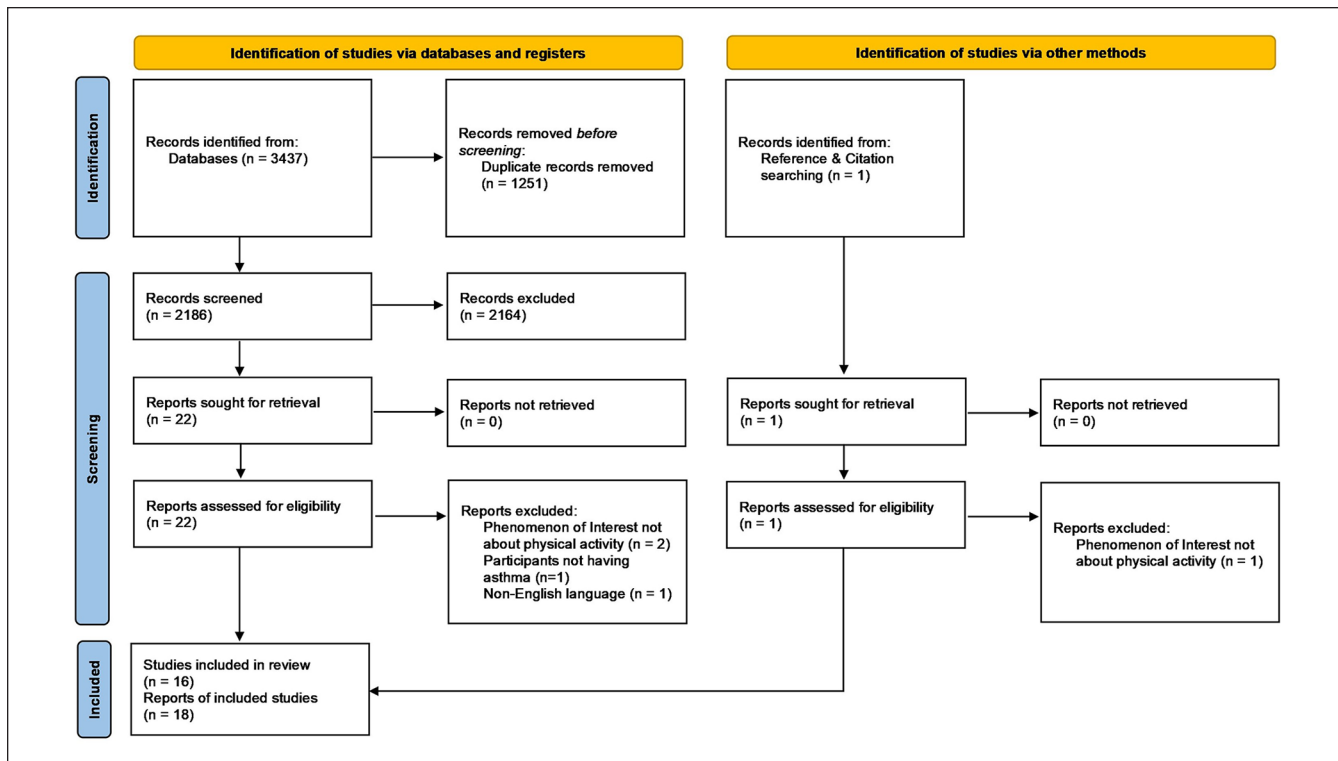 Identification of studies via databases and registers
Identification of studies via other methods
Identification
Records identified from:
Databases (n = 3437)
Records removed before
screening:
Duplicate records removed
(n = 1251)
Records identified from:
Reference & Citation
searching (n = 1)
Screening
Records screened
(n = 2186)
Records excluded
(n = 2164)
Reports sought for retrieval
(n = 22)
Reports not retrieved
(n = 0)
Reports sought for retrieval
(n = 1)
Reports not retrieved
(n = 0)
Reports assessed for eligibility
(n = 22)
Reports excluded:
Phenomenon of Interest not
about physical activity (n = 2)
Participants not having
asthma (n=1)
Non-English language (n = 1)
Reports assessed for eligibility
(n = 1)
Reports excluded:
Phenomenon of Interest not
about physical activity (n = 1)
Included
Studies included in review
(n = 16)
Reports of included studies
(n = 18)